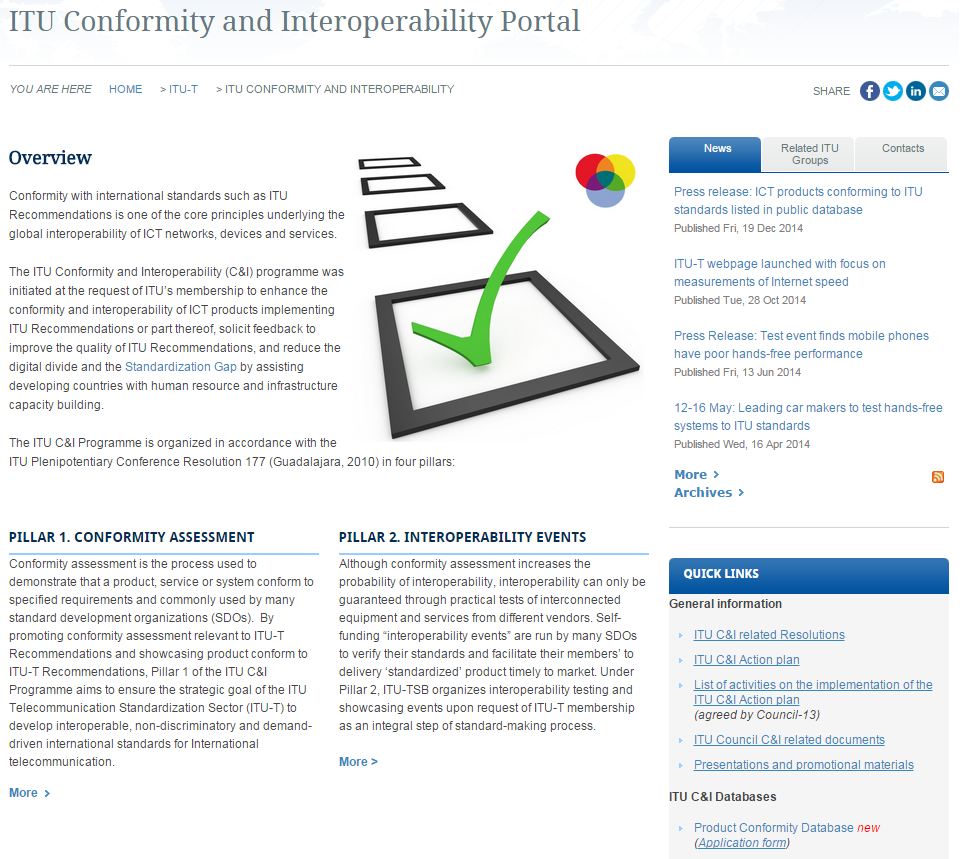 ITU Conformity and Interoperability Portal
YOU ARE HERE HOME > ITU-T > ITU CONFORMITY AND INTEROPERABILITY
SHARE
Overview
Conformity with international standards such as ITU
Recommendations is one of the core principles underlying the
global interoperability of ICT networks, devices and services.
The ITU Conformity and Interoperability (C&I) programme was
initiated at the request of ITU's membership to enhance the
conformity and interoperability of ICT products implementing
ITU Recommendations or part thereof, solicit feedback to
improve the quality of ITU Recommendations, and reduce the
digital divide and the Standardization Gap by assisting
developing countries with human resource and infrastructure
capacity building.
The ITU C&I Programme is organized in accordance with the
ITU Plenipotentiary Conference Resolution 177 (Guadalajara, 2010) in four pillars:
PILLAR 1. CONFORMITY ASSESSMENT
Conformity assessment is the process used to
demonstrate that a product, service or system conform to
specified requirements and commonly used by many
standard development organizations (SDOs).  By
promoting conformity assessment relevant to ITU-T
Recommendations and showcasing product conform to
ITU-T Recommendations, Pillar 1 of the ITU C&I
Programme aims to ensure the strategic goal of the ITU
Telecommunication Standardization Sector (ITU-T) to
develop interoperable, non-discriminatory and demand-
driven international standards for International
telecommunication.
More >
PILLAR 2. INTEROPERABILITY EVENTS
Although conformity assessment increases the
probability of interoperability, interoperability can only be
guaranteed through practical tests of interconnected
equipment and services from different vendors. Self-
funding “interoperability events” are run by many SDOs
to verify their standards and facilitate their members’ to
delivery ‘standardized’ product timely to market. Under
Pillar 2, ITU-TSB organizes interoperability testing and
showcasing events upon request of ITU-T membership
as an integral step of standard-making process.
More >
News
Related ITU
Groups
Contacts
Press release: ICT products conforming to ITU
standards listed in public database
Published Fri, 19 Dec 2014
ITU-T webpage launched with focus on
measurements of Internet speed
Published Tue, 28 Oct 2014
Press Release: Test event finds mobile phones
have poor hands-free performance
Published Fri, 13 Jun 2014
12-16 May: Leading car makers to test hands-free
systems to ITU standards
Published Wed, 16 Apr 2014
More >
Archives >
QUICK LINKS
General information
ITU C&I related Resolutions
ITU C&I Action plan
List of activities on the implementation of the
ITU C&I Action plan
(agreed by Council-13)
ITU Council C&I related documents
Presentations and promotional materials
ITU C&I Databases
Product Conformity Database new
(Application form)